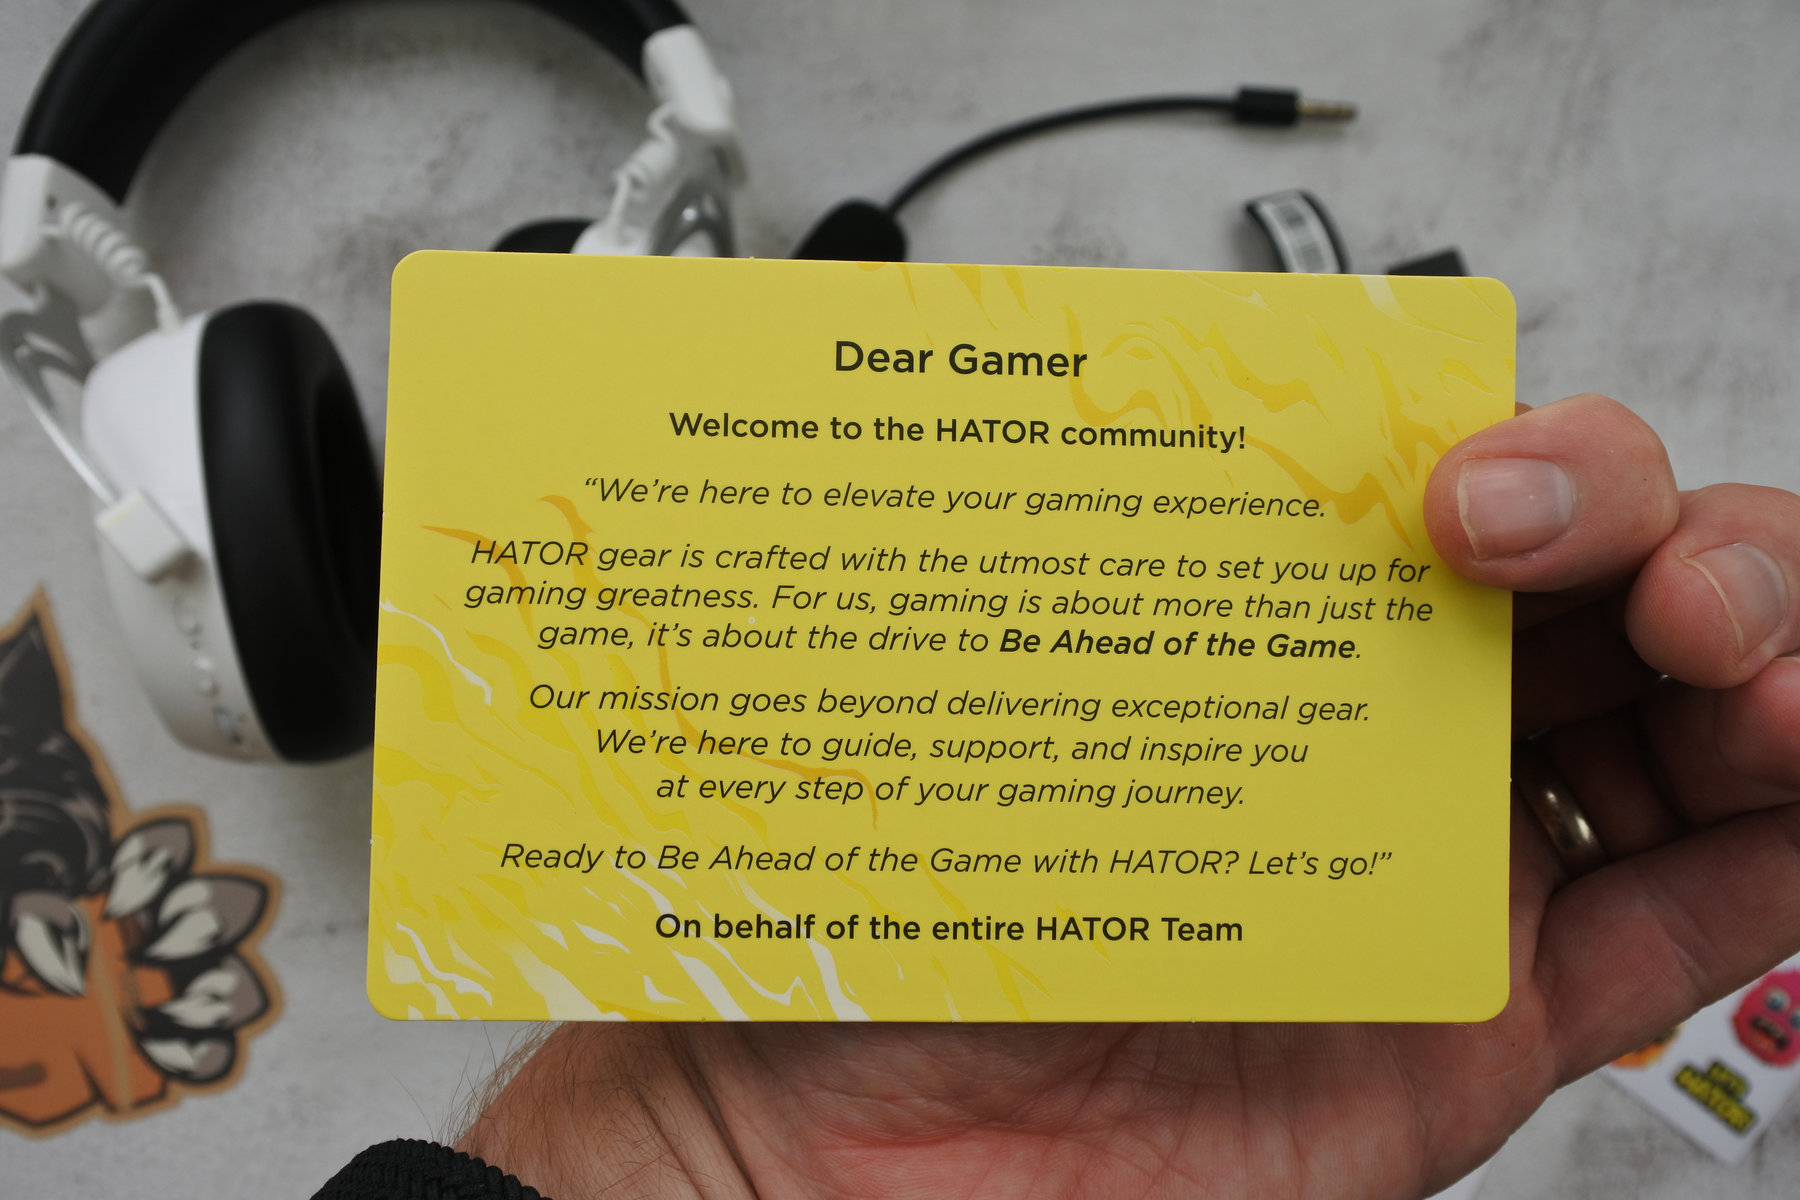 Dear Gamer
Welcome to the HATOR community!
“We’re here to elevate your gaming experience.
HATOR gear is crafted with the utmost care to set you up for
gaming greatness. For us, gaming is about more than just the
game, it’s about the drive to Be Ahead of the Game.
Our mission goes beyond delivering exceptional gear.
We’re here to guide, support, and inspire you
at every step of your gaming journey.
Ready to Be Ahead of the Game with HATOR? Let’s go!”
On behalf of the entire HATOR Team
HATOR